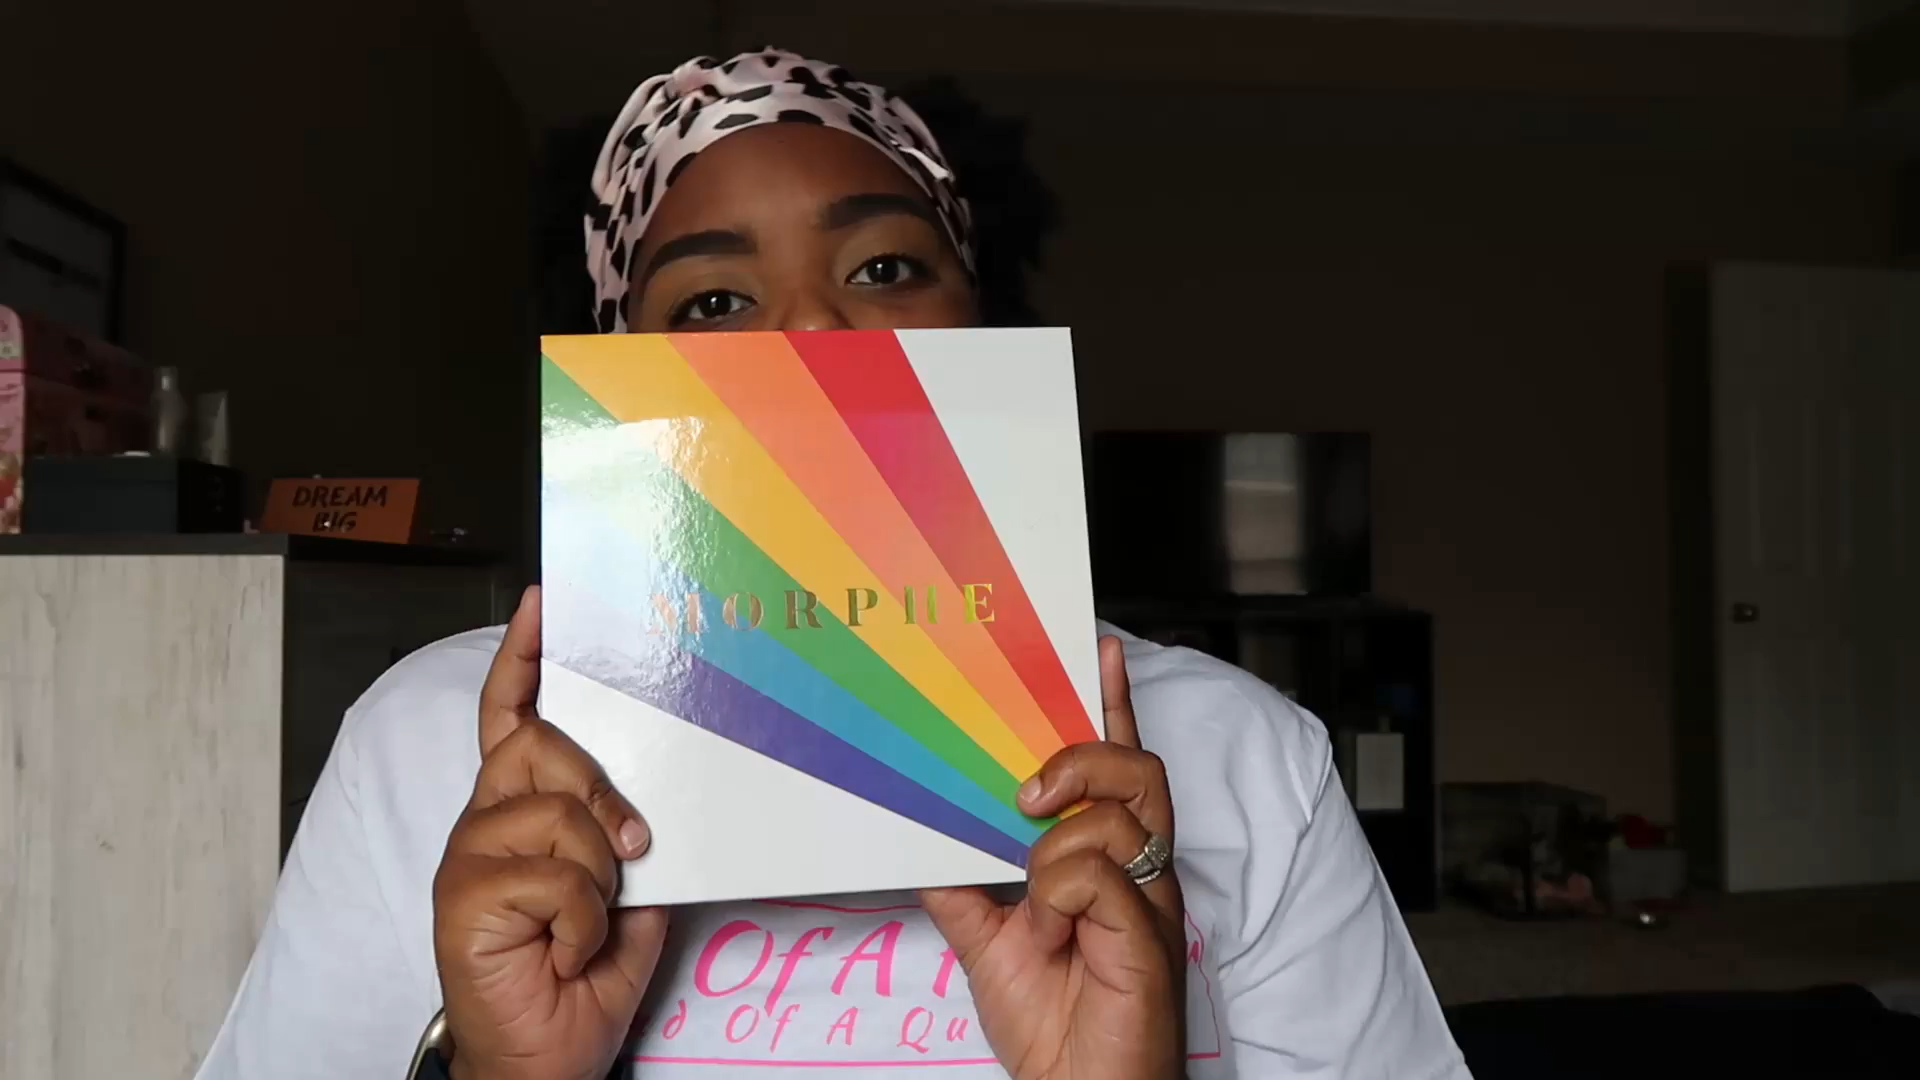 DREAM
BIG
MORPHE
Of A
Of A Qu